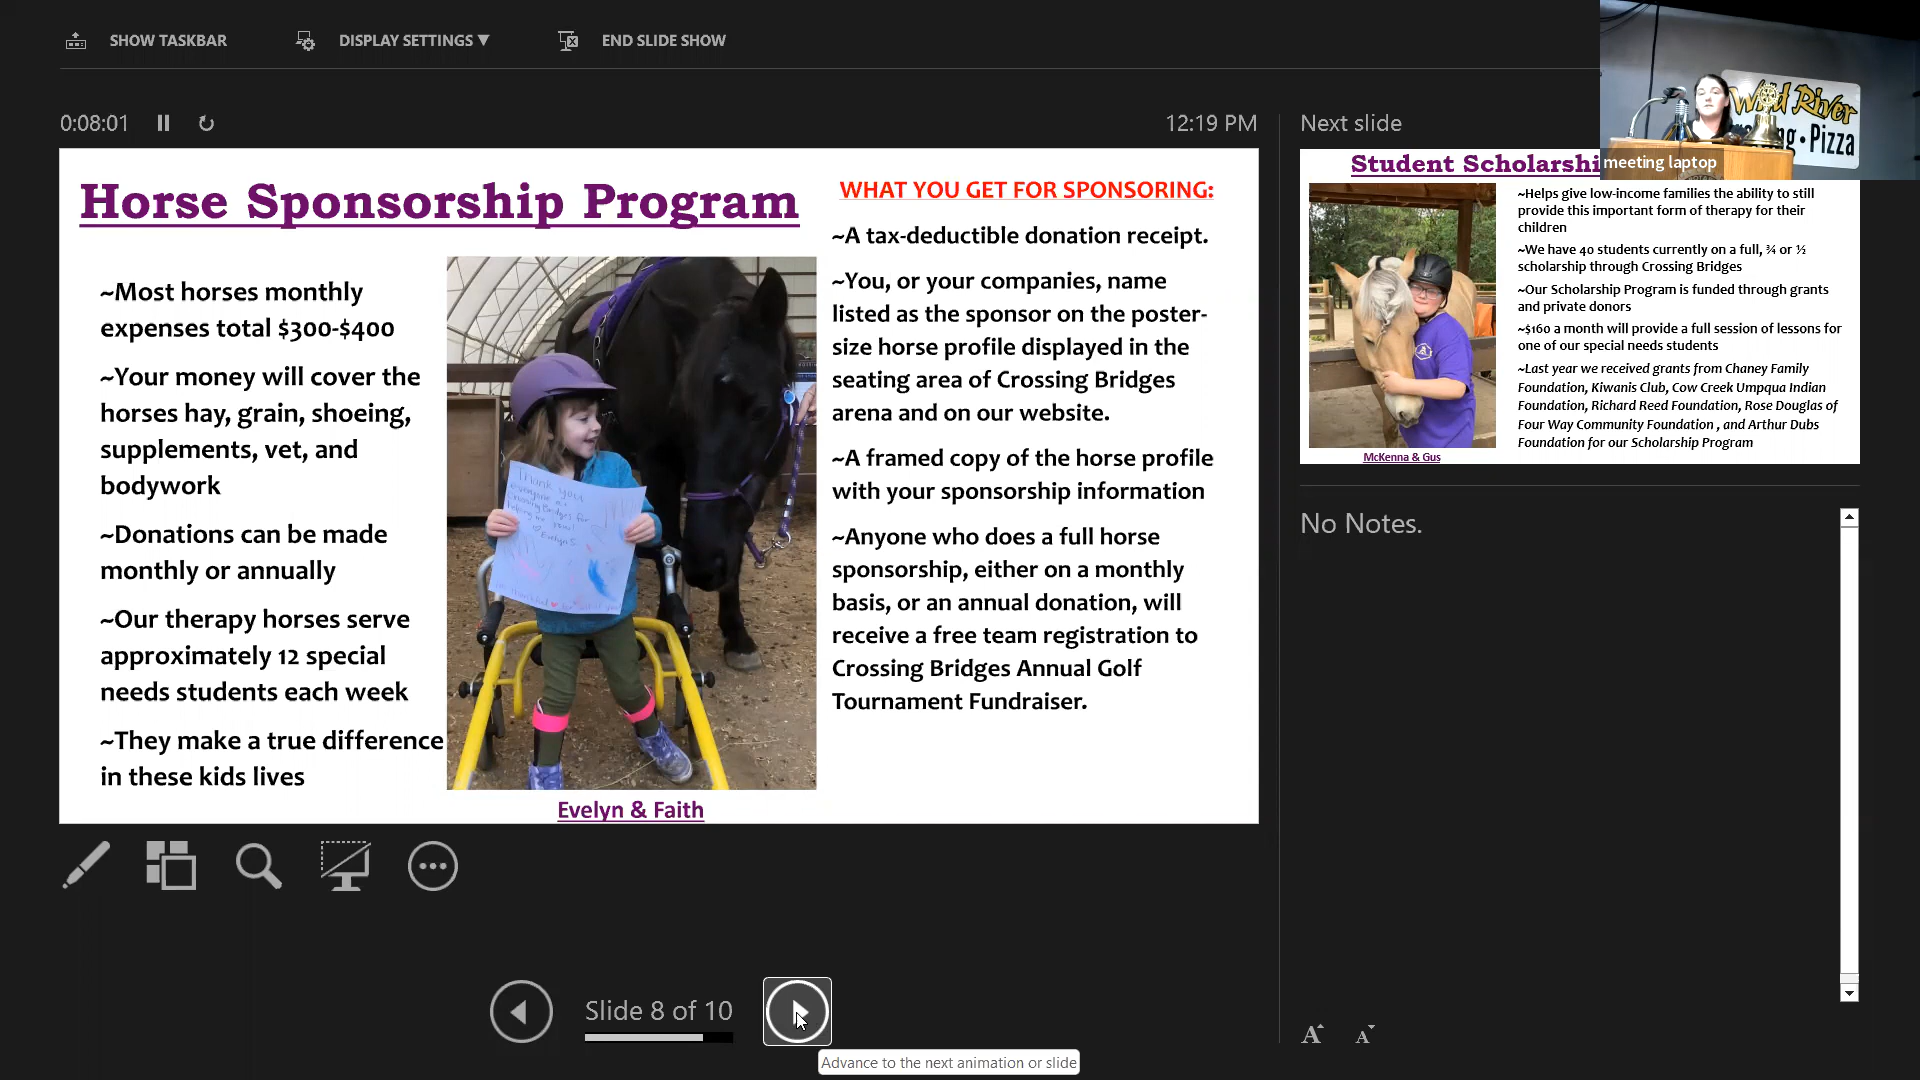 SHOW TASKBAR
DISPLAY SETTINGS ▼
END SLIDE SHOW
0:08:01
12:19 PM
Horse Sponsorship Program
~Most horses monthly
expenses total $300-$400
~Your money will cover the
horses hay, grain, shoeing,
supplements, vet, and
bodywork
~Donations can be made
monthly or annually
~Our therapy horses serve
approximately 12 special
needs students each week
~They make a true difference
in these kids lives
Thank you
everyone at
Crossing Bridges for
helping me
Evelyn
Evelyn & Faith
WHAT YOU GET FOR SPONSORING:
~A tax-deductible donation receipt.
~You, or your companies, name
listed as the sponsor on the poster-
size horse profile displayed in the
seating area of Crossing Bridges
arena and on our website.
~A framed copy of the horse profile
with your sponsorship information
~Anyone who does a full horse
sponsorship, either on a monthly
basis, or an annual donation, will
receive a free team registration to
Crossing Bridges Annual Golf
Tournament Fundraiser.
Slide 8 of 10
Advance to the next animation or slide
Next slide
Wild River
Pizza
meeting laptop
Student
~Helps give low-income families the ability to still
provide this important form of therapy for their
children
~We have 40 students currently on a full, ¾ or ½
scholarship through Crossing Bridges
~Our Scholarship Program is funded through grants
and private donors
~$160 a month will provide a full session of lessons for
one of our special needs students
~Last year we received grants from Chaney Family
Foundation, Kiwanis Club, Cow Creek Umpqua Indian
Foundation, Richard Reed Foundation, Rose Douglas of
Four Way Community Foundation , and Arthur Dubs
Foundation for our Scholarship Program
McKenna & Gus
No Notes.
A A